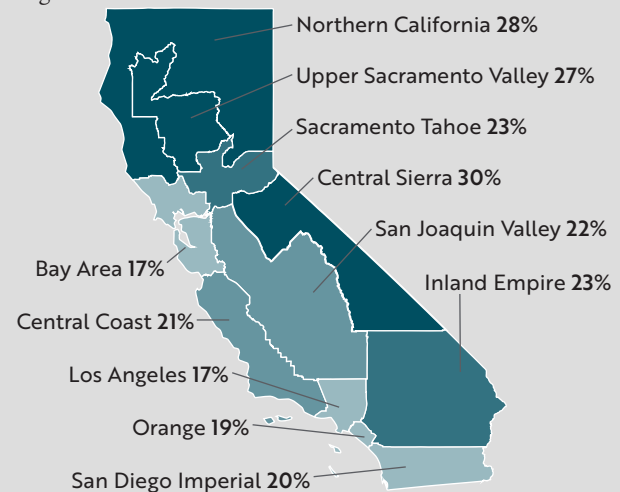 Northern California 28%
Upper Sacramento Valley 27%
Sacramento Tahoe 23%
Central Sierra 30%
San Joaquin Valley 22%
Bay Area 17%
Inland Empire 23%
Central Coast 21%
Los Angeles 17%
Orange 19%
San Diego Imperial 20%